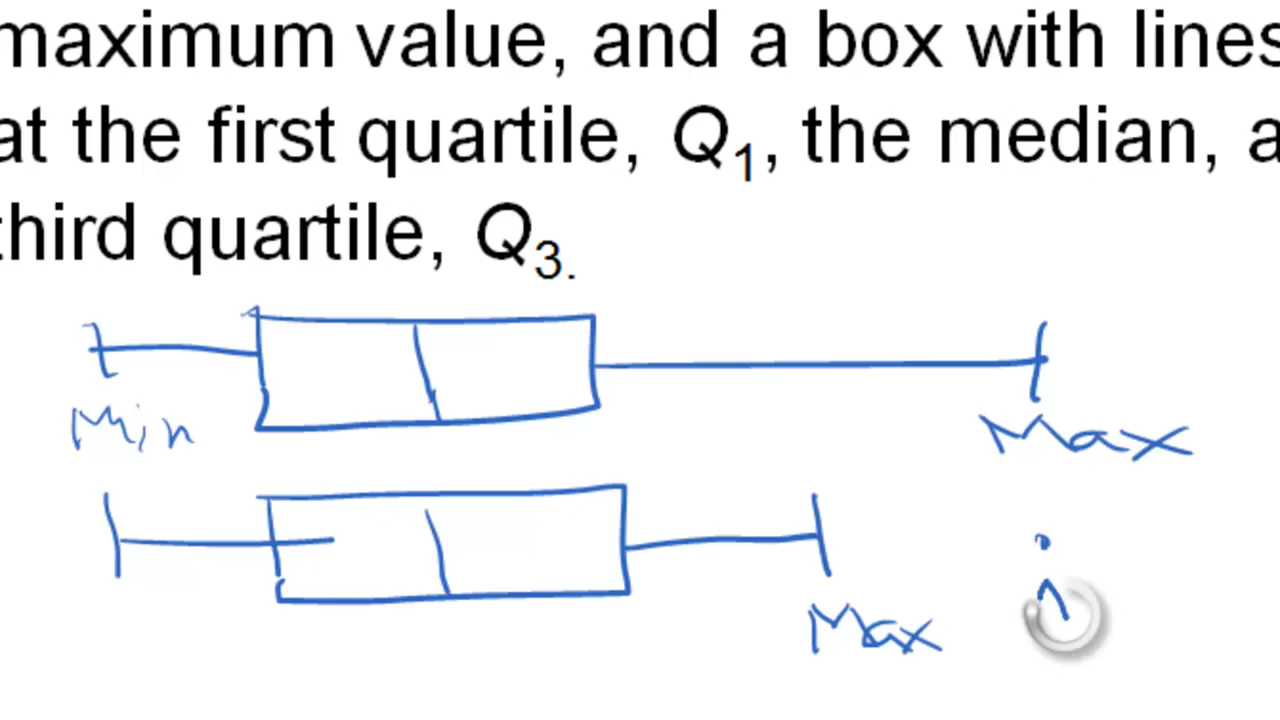 maximum value, and a box with lines
at the first quartile, Q1, the median, a
third quartile, Q3.
Min
Max
Max